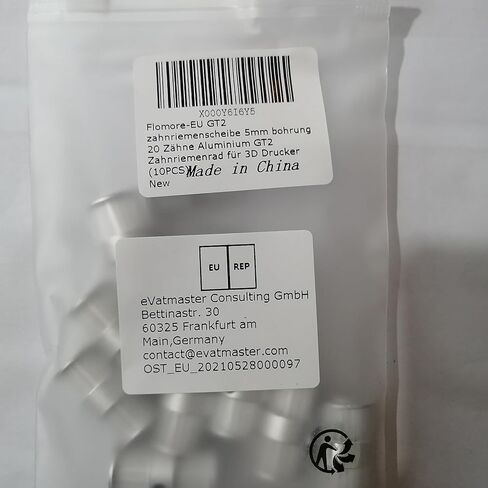 X000Y6I6Y5
Flomore-EU GT2
zahnriemenscheibe 5mm bohrung
20 Zähne Aluminium GT2
Zahnriemenrad für 3D Drucker
(10PCS)
Made in China
New
EU REP
eVatmaster Consulting GmbH
Bettinastr. 30
60325 Frankfurt am
Main,Germany
contact@evatmaster.com
OST_EU_20210528000097